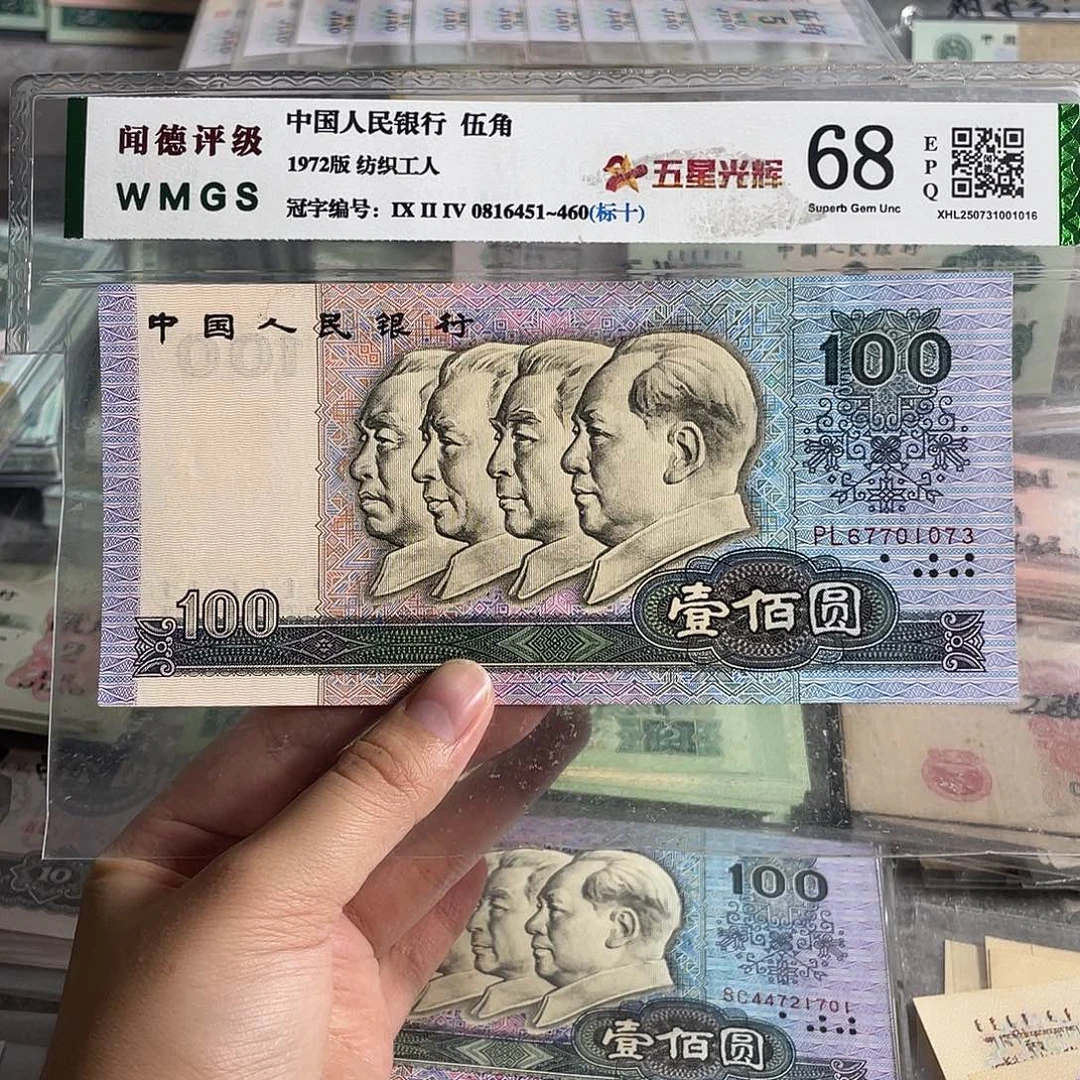 闻德评级
WMGS
中国人民银行 伍角
1972版 纺织工人
冠字编号：IX II IV 0816451~460(标十)
五星光辉
68
Superb Gem Unc
EPQ
XHL250731001016
中国人民银行
100
PL67701073
100
壹佰圆
100
SC44721701
壹佰圆
10